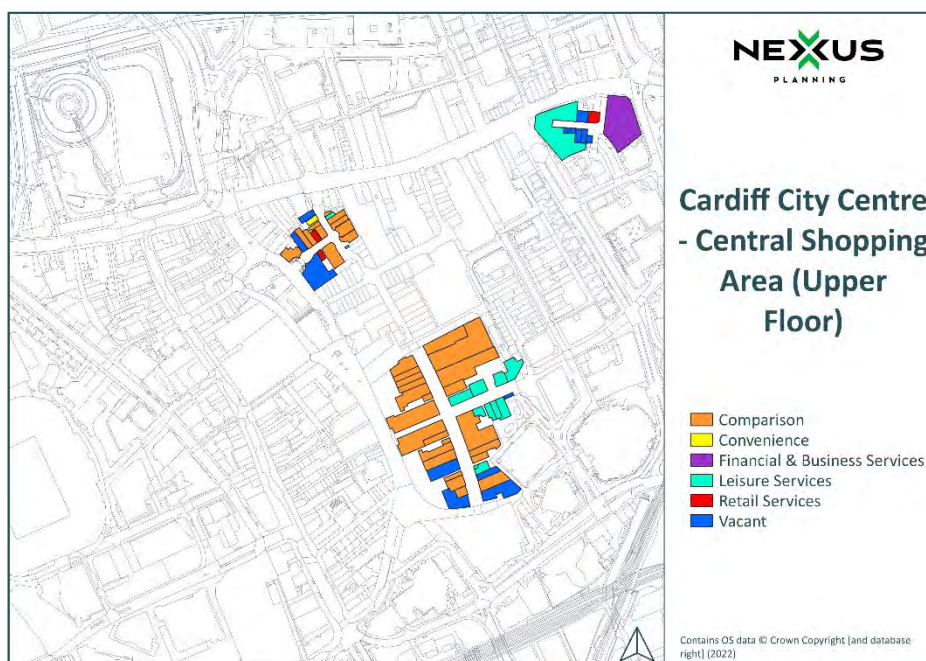 NEXUS
PLANNING
Cardiff City Centre
- Central Shopping
Area (Upper
Floor)
Comparison
Convenience
Financial & Business Services
Leisure Services
Retail Services
Vacant
Contains OS data © Crown Copyright [and database
right] (2022)